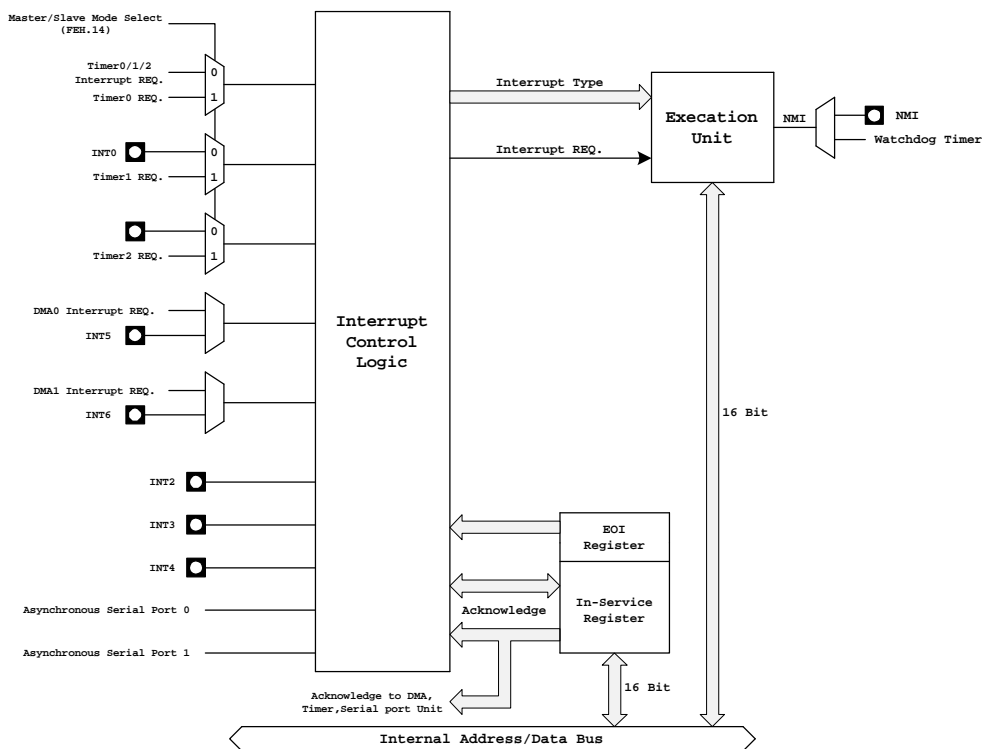 Master/Slave Mode Select
(FEH.14)
Timer0/1/2
Interrupt REQ.
0
Timer0 REQ.
1
INT0
0
Timer1 REQ.
1
0
Timer2 REQ.
1
DMA0 Interrupt REQ.
INT5
DMA1 Interrupt REQ.
INT6
INT2
INT3
INT4
Asynchronous Serial Port 0
Asynchronous Serial Port 1
Interrupt
Control
Logic
Interrupt Type
Interrupt REQ.
Execation
Unit
NMI
NMI
Watchdog Timer
16 Bit
EOI
Register
In-Service
Register
Acknowledge
Acknowledge to DMA,
Timer,Serial port Unit
16 Bit
Internal Address/Data Bus